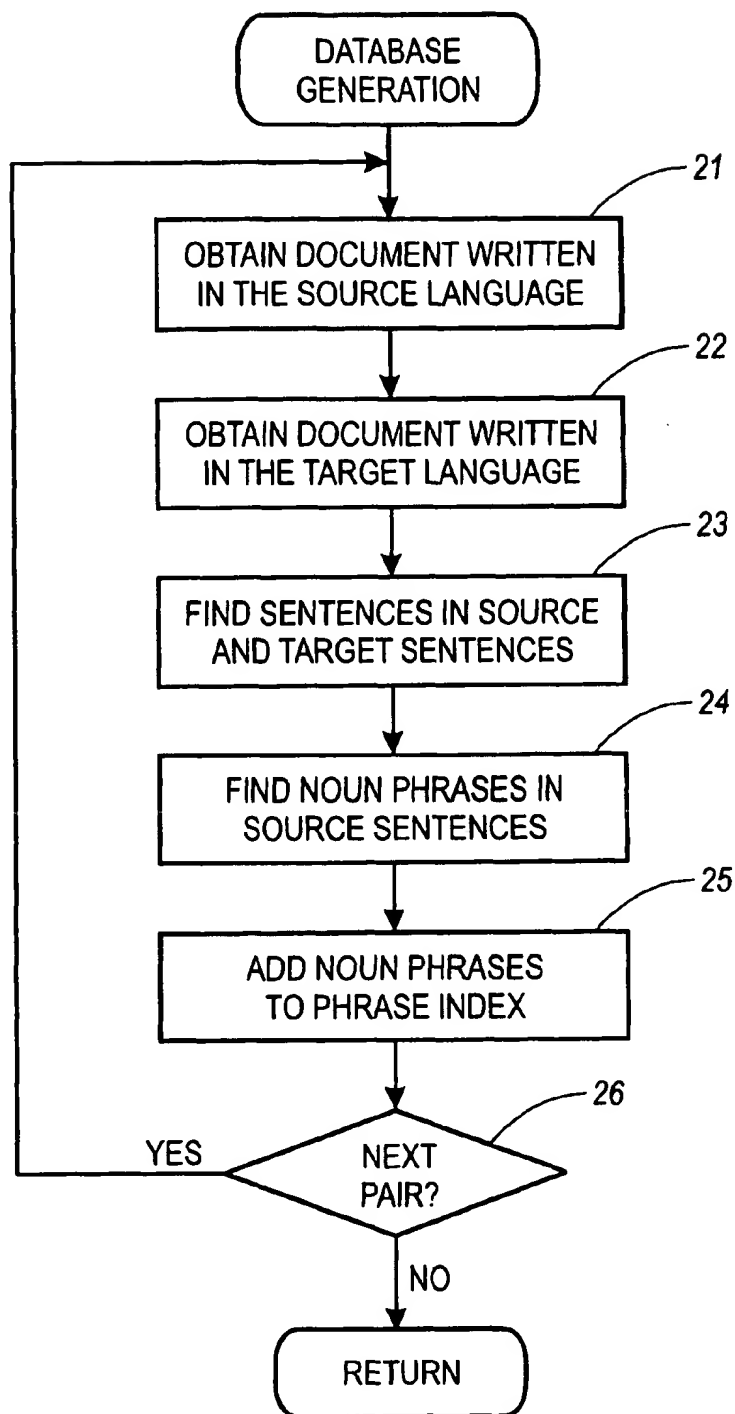 DATABASE
GENERATION
21
OBTAIN DOCUMENT WRITTEN
IN THE SOURCE LANGUAGE
22
OBTAIN DOCUMENT WRITTEN
IN THE TARGET LANGUAGE
23
FIND SENTENCES IN SOURCE
AND TARGET SENTENCES
24
FIND NOUN PHRASES IN
SOURCE SENTENCES
25
ADD NOUN PHRASES
TO PHRASE INDEX
26
YES
NEXT
PAIR?
NO
RETURN